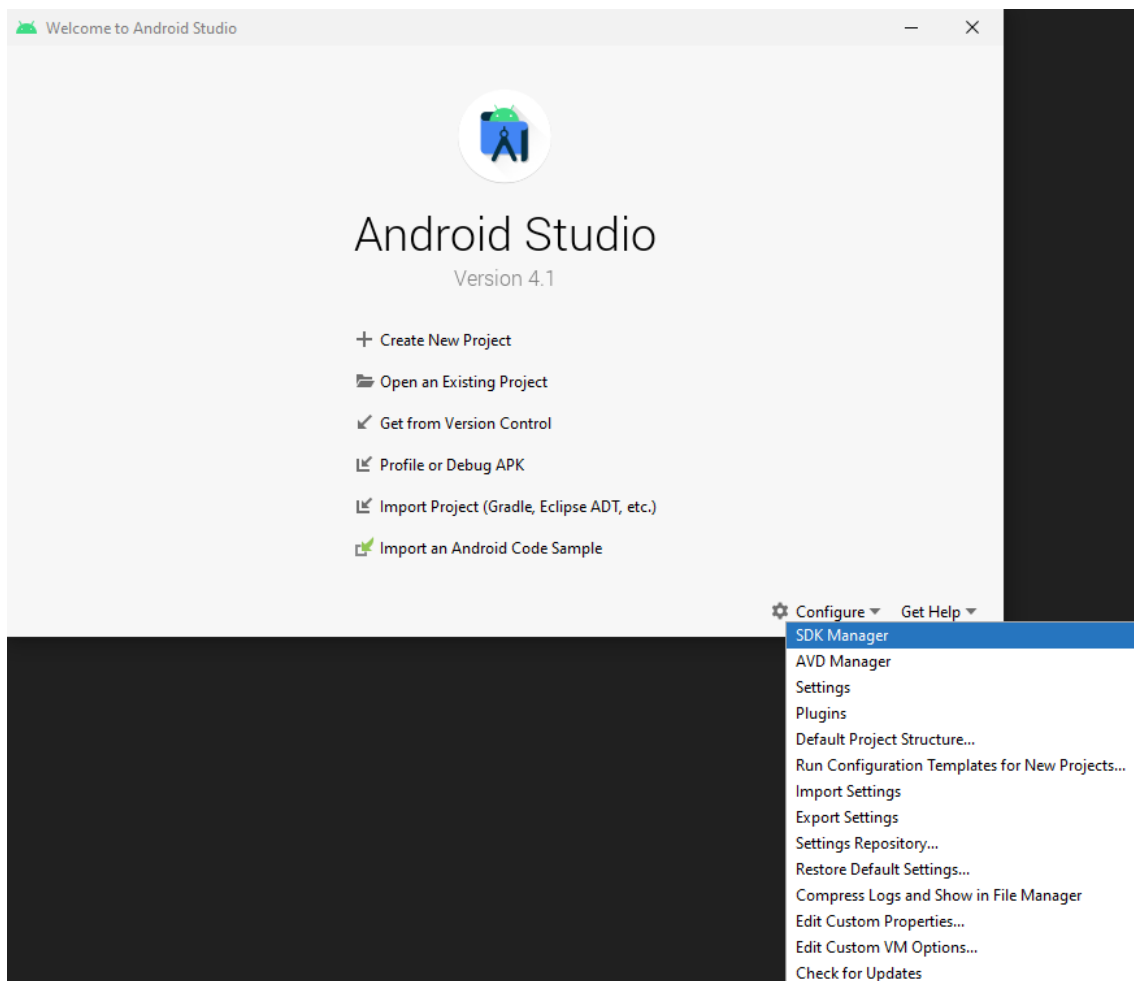 Welcome to Android Studio
Android Studio
Version 4.1
Create New Project
Open an Existing Project
Get from Version Control
Profile or Debug APK
Import Project (Gradle, Eclipse ADT, etc.)
Import an Android Code Sample
Configure Get Help
SDK Manager
AVD Manager
Settings
Plugins
Default Project Structure...
Run Configuration Templates for New Projects...
Import Settings
Export Settings
Settings Repository...
Restore Default Settings...
Compress Logs and Show in File Manager
Edit Custom Properties...
Edit Custom VM Options...
Check for Updates